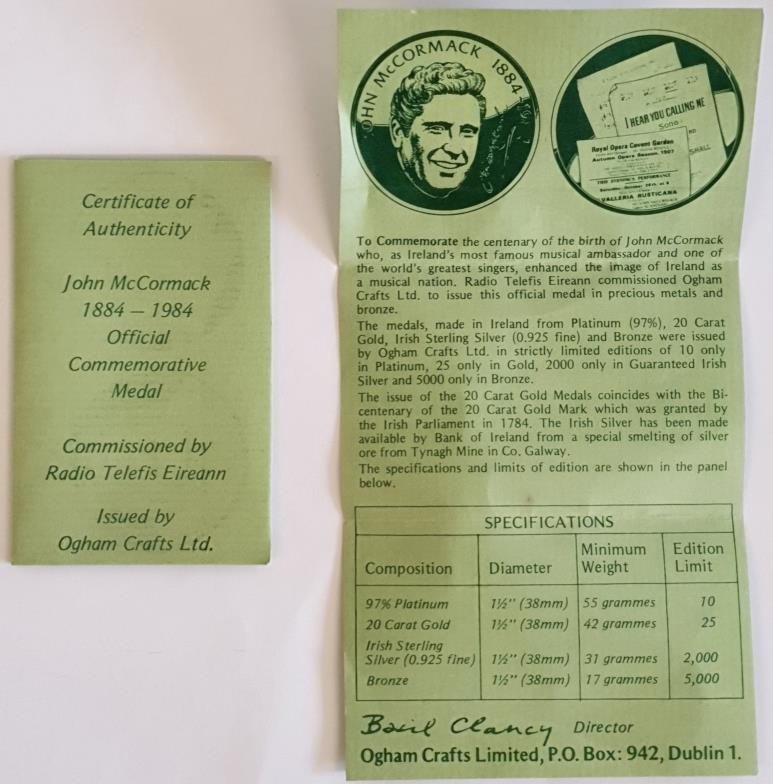 Certificate of
Authenticity
John McCormack
1884 – 1984
Official
Commemorative
Medal
Commissioned by
Radio Telefis Eireann
Issued by
Ogham Crafts Ltd.
JOHN McCORMACK 1884-
I HEAR YOU CALLING ME
Song
Royal Opera Covent Garden
Autumn Opera Season, 1907
THIS EVENING'S PERFORMANCE
VALLERIA RUSTICANA
To Commemorate the centenary of the birth of John McCormack
who, as Ireland's most famous musical ambassador and one of
the world's greatest singers, enhanced the image of Ireland as
a musical nation. Radio Telefis Eireann commissioned Ogham
Crafts Ltd. to issue this official medal in precious metals and
bronze.
The medals, made in Ireland from Platinum (97%), 20 Carat
Gold, Irish Sterling Silver (0.925 fine) and Bronze were issued
by Ogham Crafts Ltd. in strictly limited editions of 10 only
in Platinum, 25 only in Gold, 2000 only in Guaranteed Irish
Silver and 5000 only in Bronze.
The issue of the 20 Carat Gold Medals coincides with the Bi-
centenary of the 20 Carat Gold Mark which was granted by
the Irish Parliament in 1784. The Irish Silver has been made
available by Bank of Ireland from a special smelting of silver
ore from Tynagh Mine in Co. Galway.
The specifications and limits of edition are shown in the panel
below.
SPECIFICATIONS
Composition Diameter Minimum Weight Edition Limit
97% Platinum 1½" (38mm) 55 grammes 10
20 Carat Gold 1½" (38mm) 42 grammes 25
Irish Sterling
Silver (0.925 fine) 1½" (38mm) 31 grammes 2,000
Bronze 1½" (38mm) 17 grammes 5,000
Basil Clancy Director
Ogham Crafts Limited, P.O. Box: 942, Dublin 1.